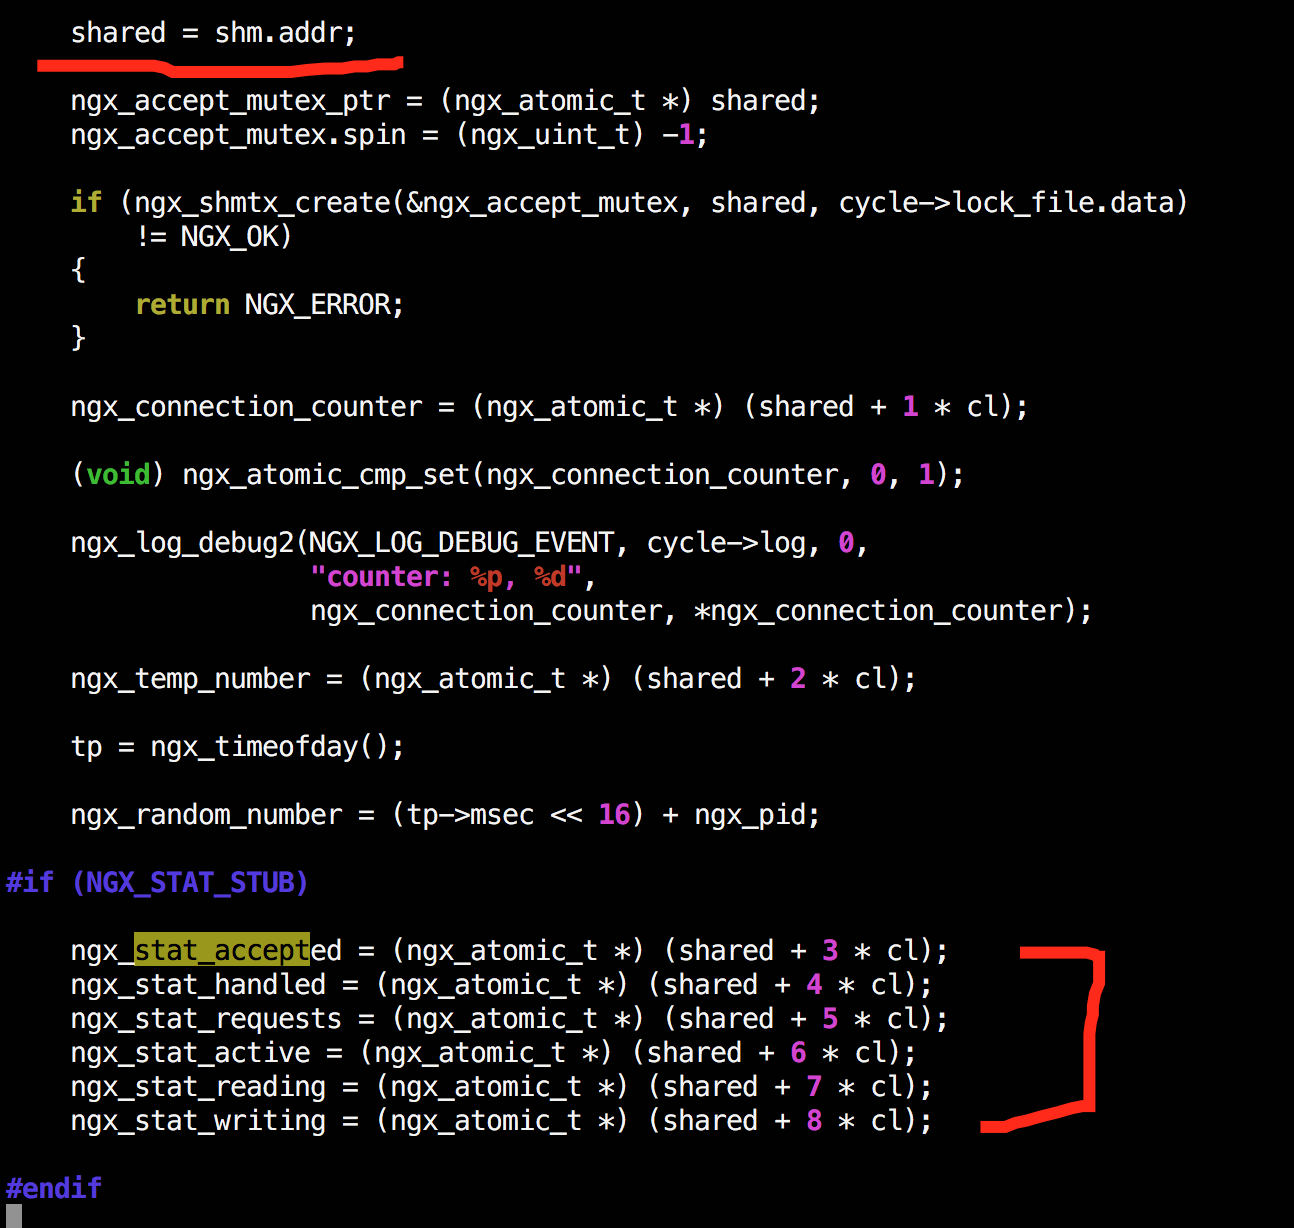 shared = shm.addr;
ngx_accept_mutex_ptr = (ngx_atomic_t *) shared;
ngx_accept_mutex.spin = (ngx_uint_t) -1;
if (ngx_shmtx_create(&ngx_accept_mutex, shared, cycle->lock_file.data)
!= NGX_OK)
{
return NGX_ERROR;
}
ngx_connection_counter = (ngx_atomic_t *) (shared + 1 * cl);
(void) ngx_atomic_cmp_set(ngx_connection_counter, 0, 1);
ngx_log_debug2(NGX_LOG_DEBUG_EVENT, cycle->log, 0,
"counter: %p, %d",
ngx_connection_counter, *ngx_connection_counter);
ngx_temp_number = (ngx_atomic_t *) (shared + 2 * cl);
tp = ngx_timeofday();
ngx_random_number = (tp->msec << 16) + ngx_pid;
#if (NGX_STAT_STUB)
ngx_stat_accepted = (ngx_atomic_t *) (shared + 3 * cl);
ngx_stat_handled = (ngx_atomic_t *) (shared + 4 * cl);
ngx_stat_requests = (ngx_atomic_t *) (shared + 5 * cl);
ngx_stat_active = (ngx_atomic_t *) (shared + 6 * cl);
ngx_stat_reading = (ngx_atomic_t *) (shared + 7 * cl);
ngx_stat_writing = (ngx_atomic_t *) (shared + 8 * cl);
#endif